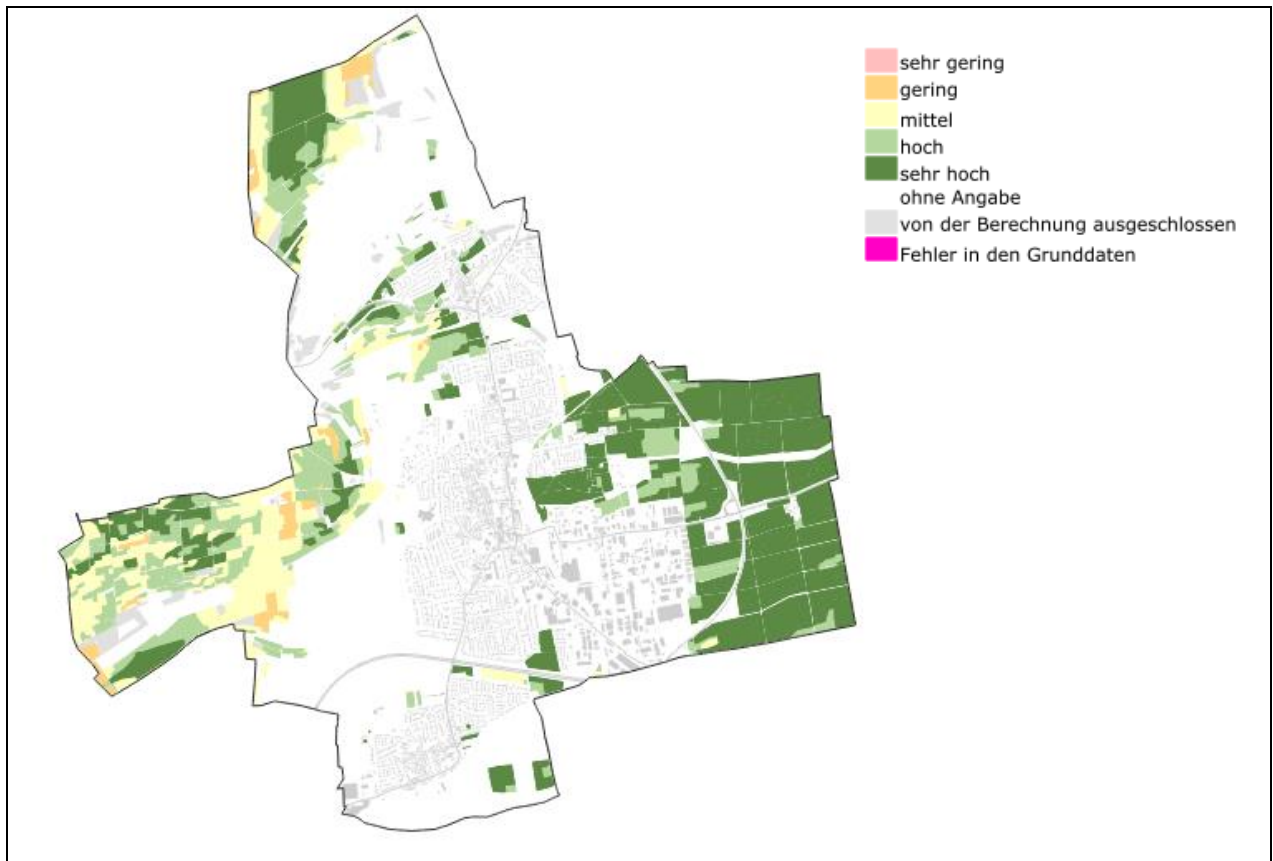 sehr gering
gering
mittel
hoch
sehr hoch
ohne Angabe
von der Berechnung ausgeschlossen
Fehler in den Grunddaten